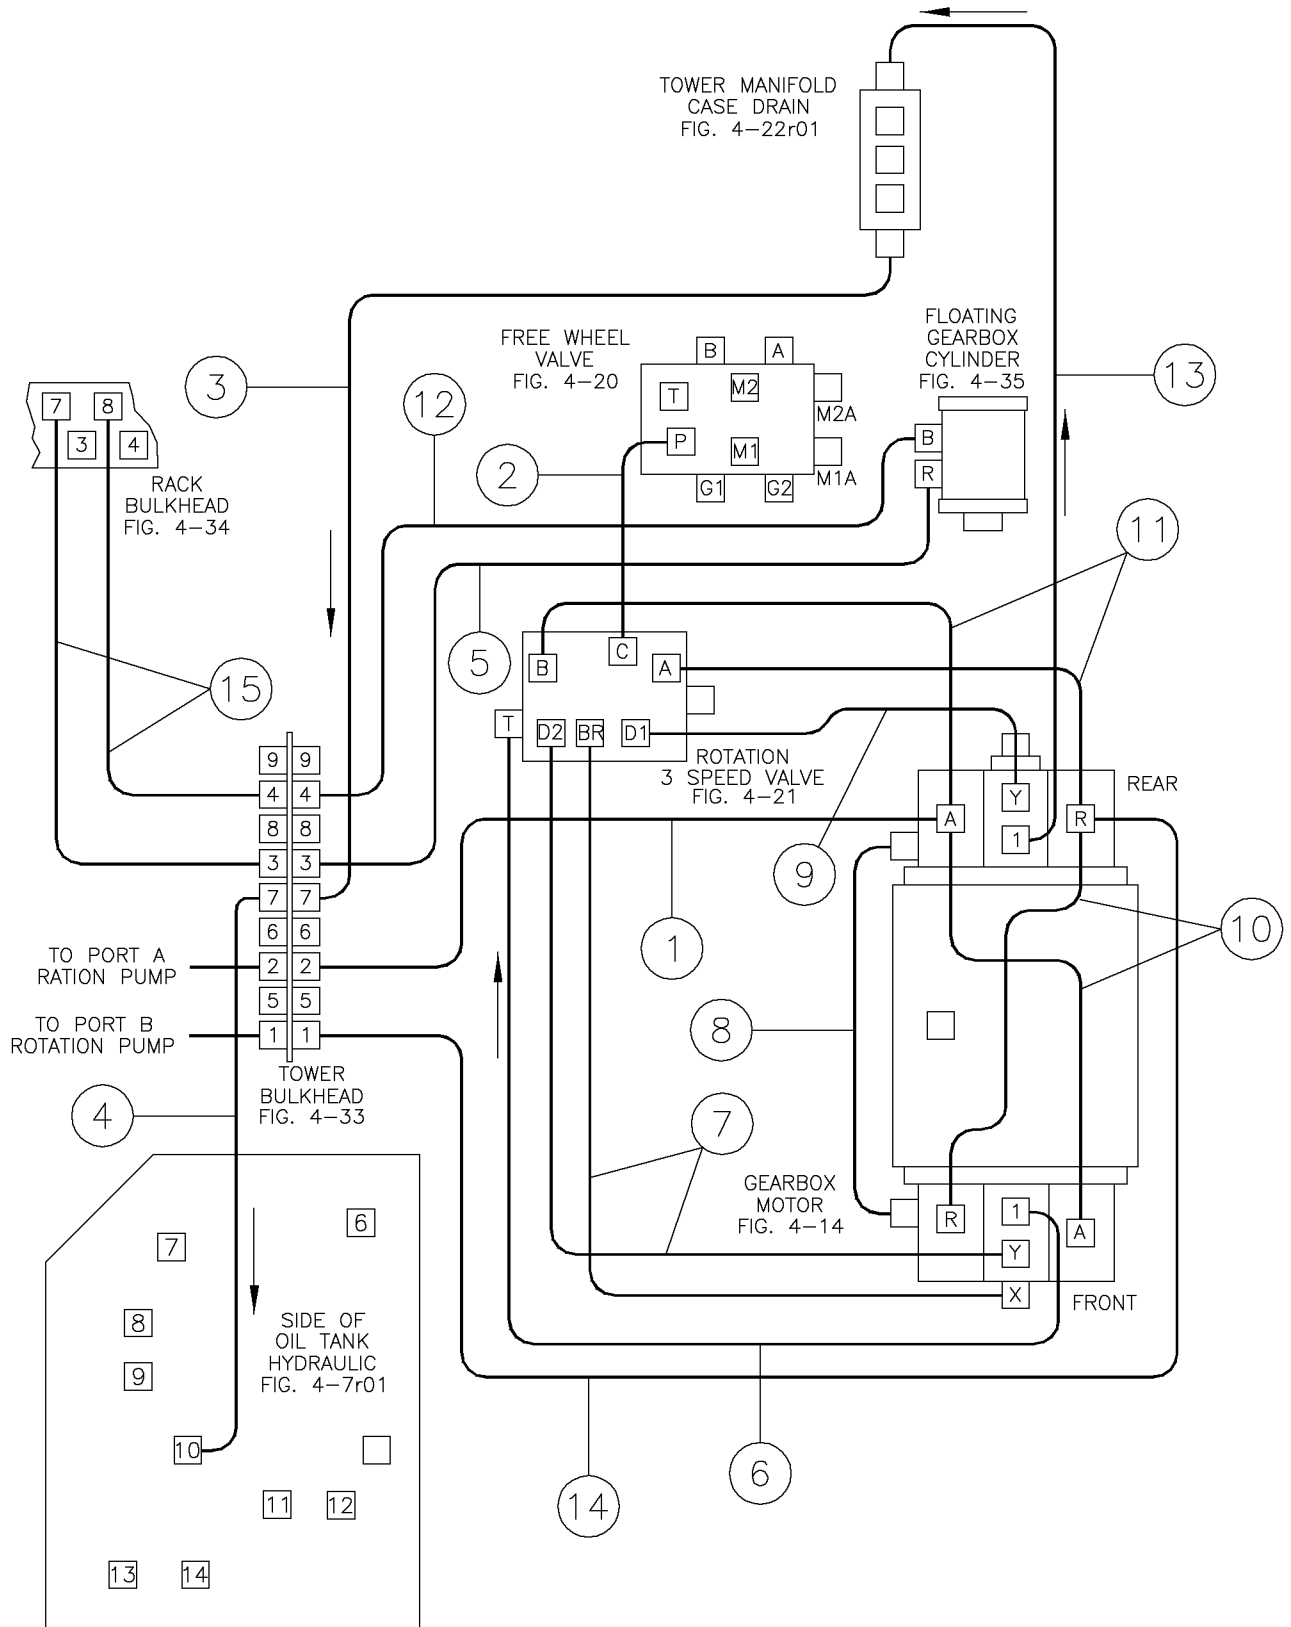 TOWER MANIFOLD
CASE DRAIN
FIG. 4-22r01
FREE WHEEL
VALVE
FIG. 4-20
B
A
T
M2
M2A
P
M1
M1A
G1
G2
FLOATING
GEARBOX
CYLINDER
FIG. 4-35
B
R
13
3
12
2
7
8
3
4
RACK
BULKHEAD
FIG. 4-34
11
5
15
B
C
A
T
D2
BR
D1
ROTATION
3 SPEED VALVE
FIG. 4-21
9 9
4 4
8 8
3 3
7 7
6 6
2 2
5 5
1 1
TO PORT A
RATION PUMP
TO PORT B
ROTATION PUMP
TOWER
BULKHEAD
FIG. 4-33
REAR
Y
A
1
R
9
1
10
8
4
7
GEARBOX
MOTOR
FIG. 4-14
R
1
A
Y
X
FRONT
6
7
8
9
SIDE OF
OIL TANK
HYDRAULIC
FIG. 4-7r01
10
11
12
13
14
6
14